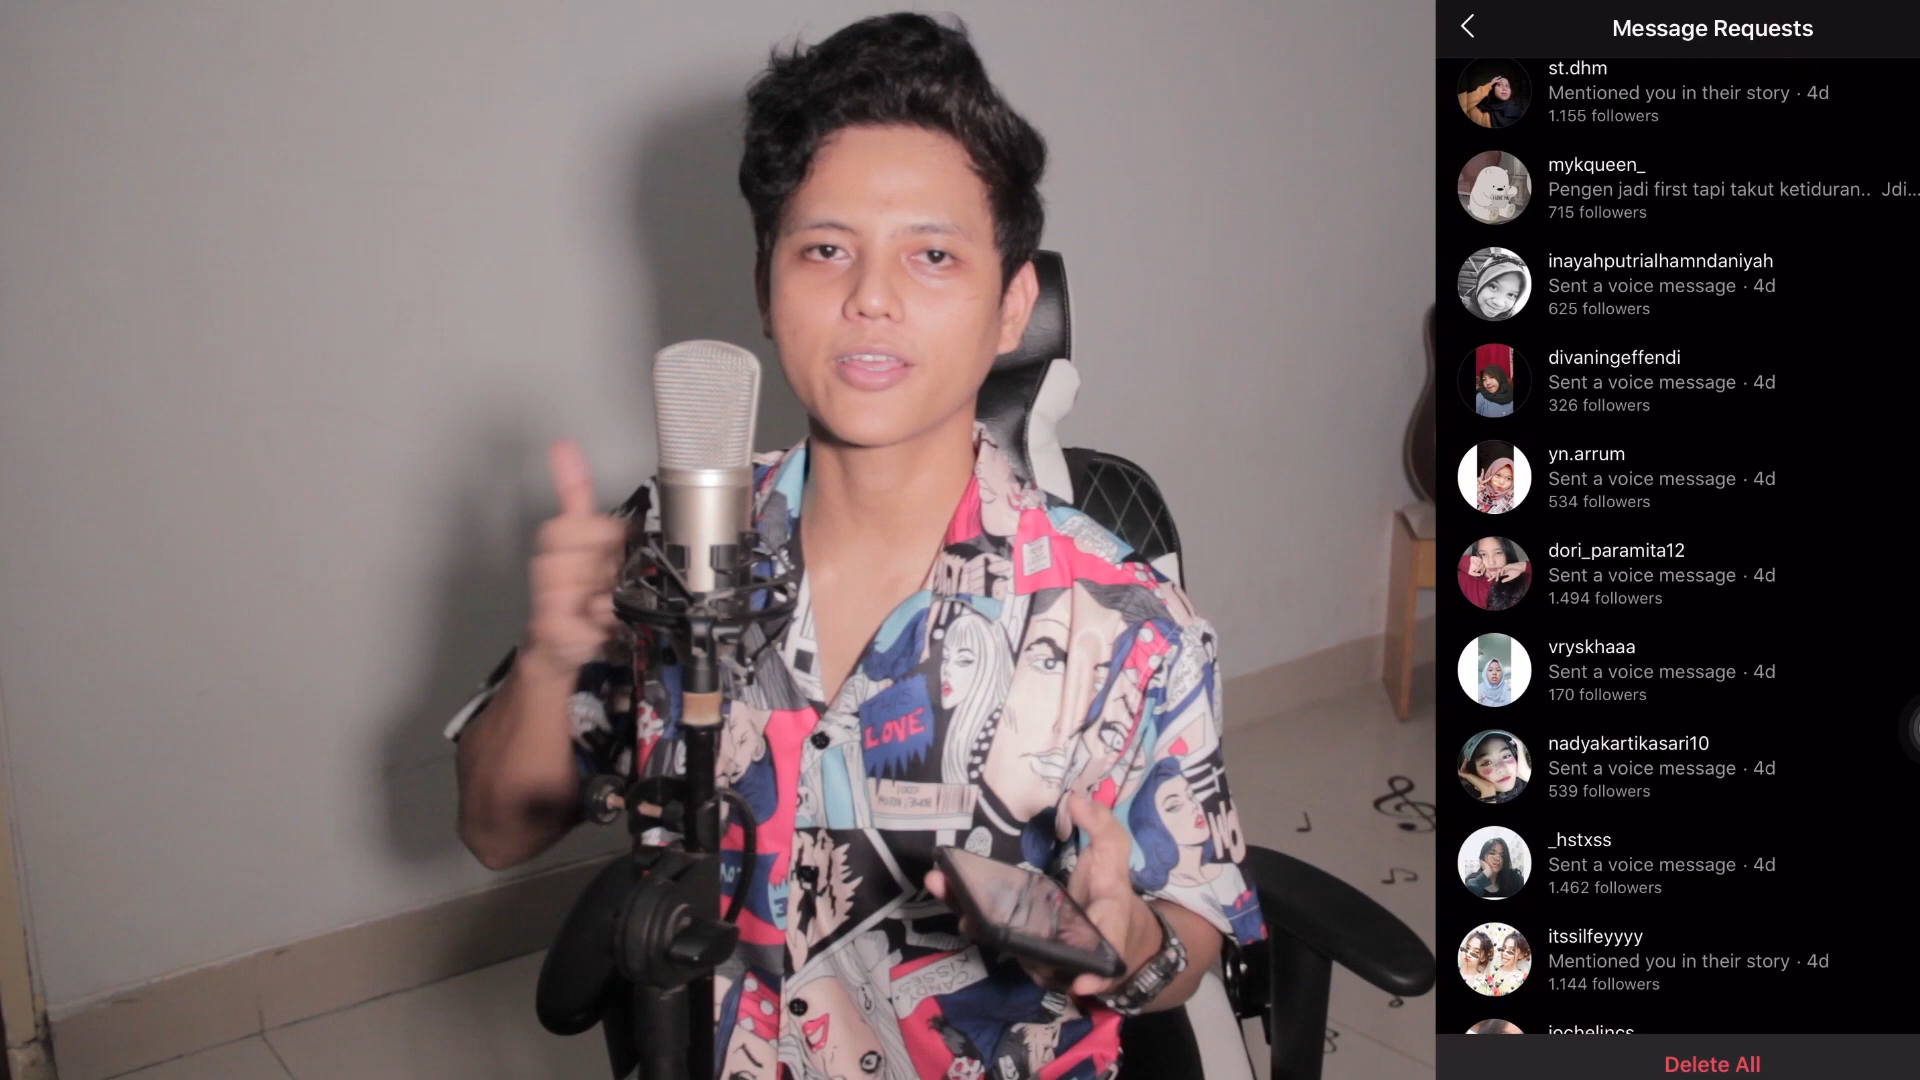 Message Requests
st.dhm
Mentioned you in their story · 4d
1.155 followers
mykqueen_
Pengen jadi first tapi takut ketiduran.. Jdi...
715 followers
inayahputrialhamndaniyah
Sent a voice message · 4d
625 followers
divaningeffendi
Sent a voice message · 4d
326 followers
yn.arrum
Sent a voice message · 4d
534 followers
dori_paramita12
Sent a voice message · 4d
1.494 followers
vryskhaaa
Sent a voice message · 4d
170 followers
nadyakartikasari10
Sent a voice message · 4d
539 followers
_hstxss
Sent a voice message · 4d
1.462 followers
itssilfeyyyy
Mentioned you in their story · 4d
1.144 followers
Delete All
LOVE
CANDY
KISSES